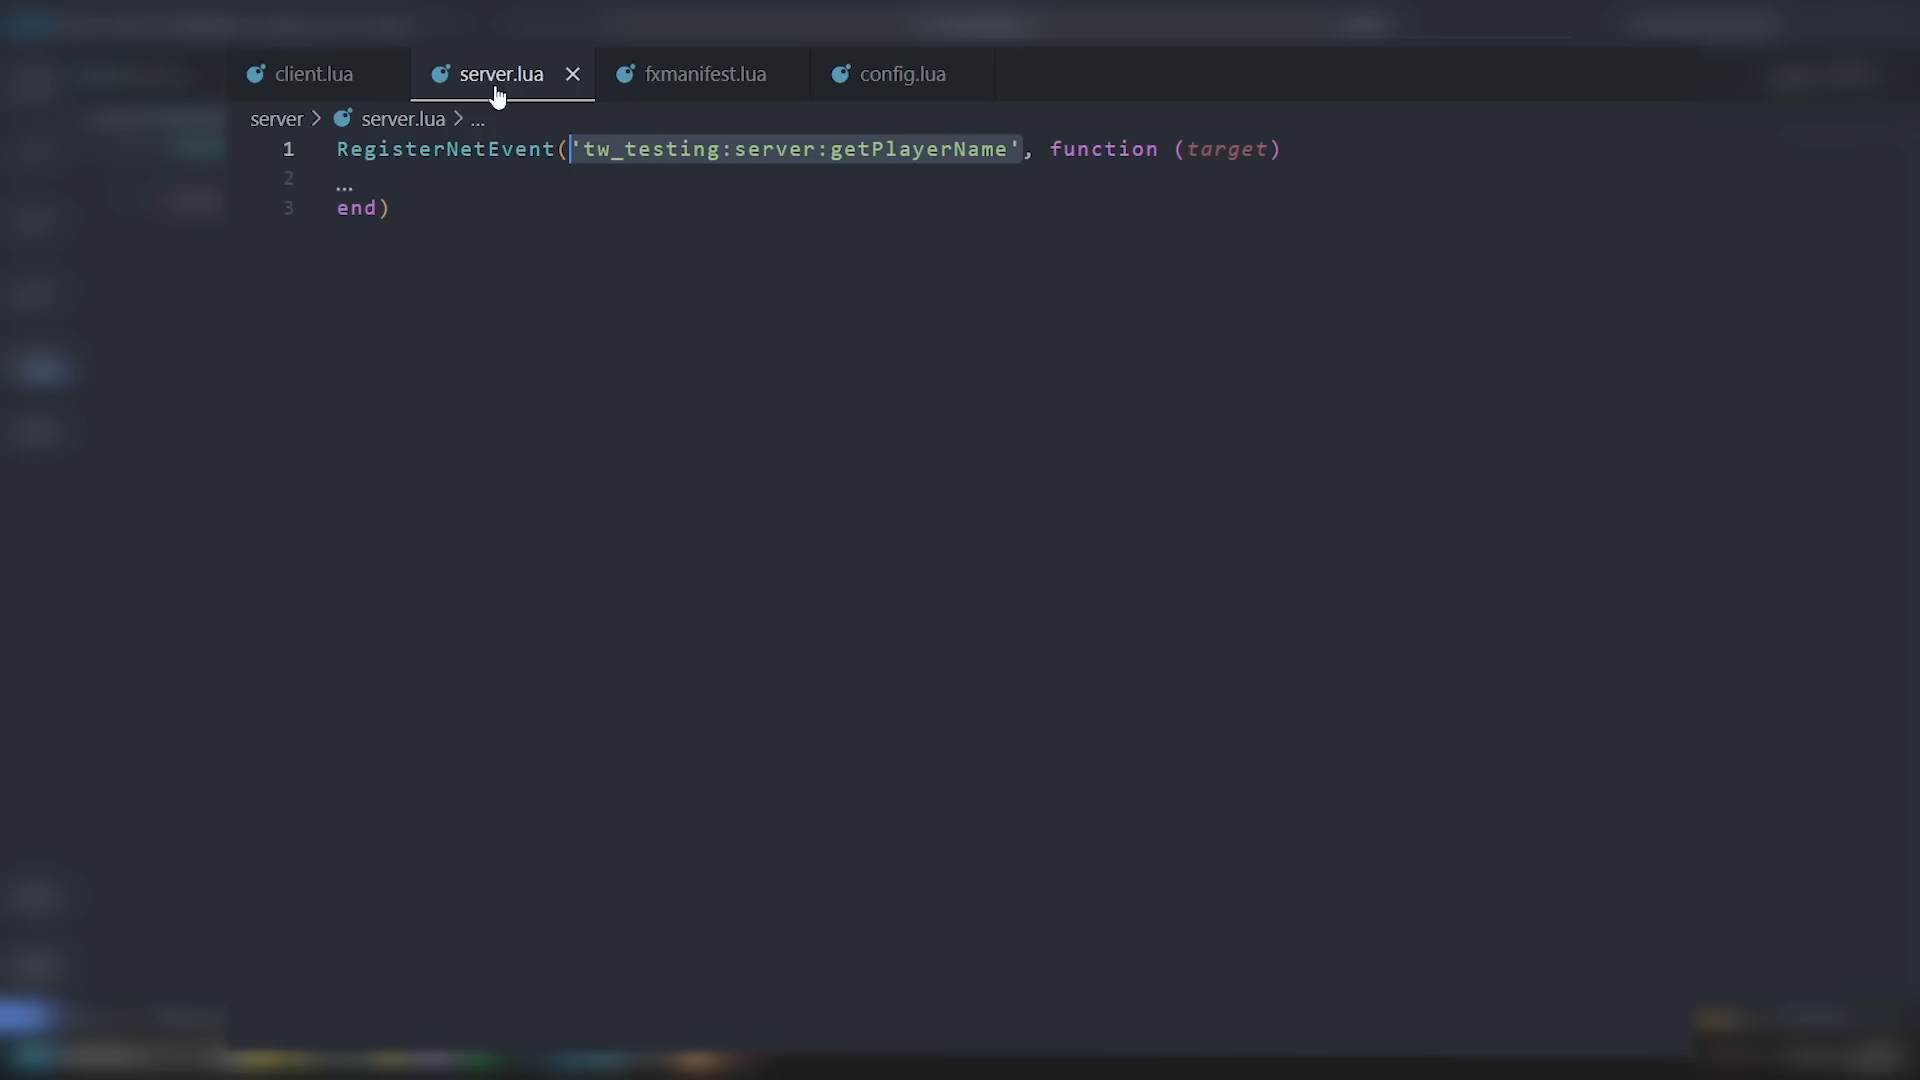 client.lua server.lua fxmanifest.lua config.lua
server > server.lua > ...
1 RegisterNetEvent('tw_testing:server:getPlayerName', function (target)
2 ...
3 end)